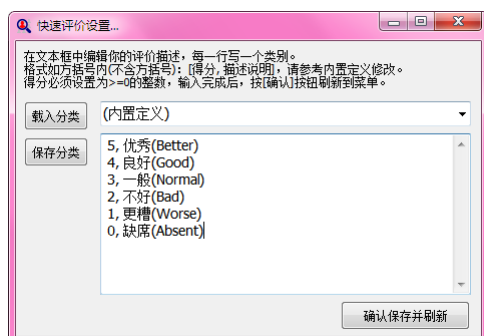 快速评价设置...
在文本框中编辑你的评价描述，每一行写一个类别。
格式如方括号内(不含方括号)：[得分,描述说明]，请参考内置定义修改。
得分必须设置为>=0的整数，输入完成后，按[确认]按钮刷新到菜单。
载入分类
(内置定义)
保存分类
5, 优秀(Better)
4, 良好(Good)
3, 一般(Normal)
2, 不好(Bad)
1, 更糟(Worse)
0, 缺席(Absent)
确认保存并刷新